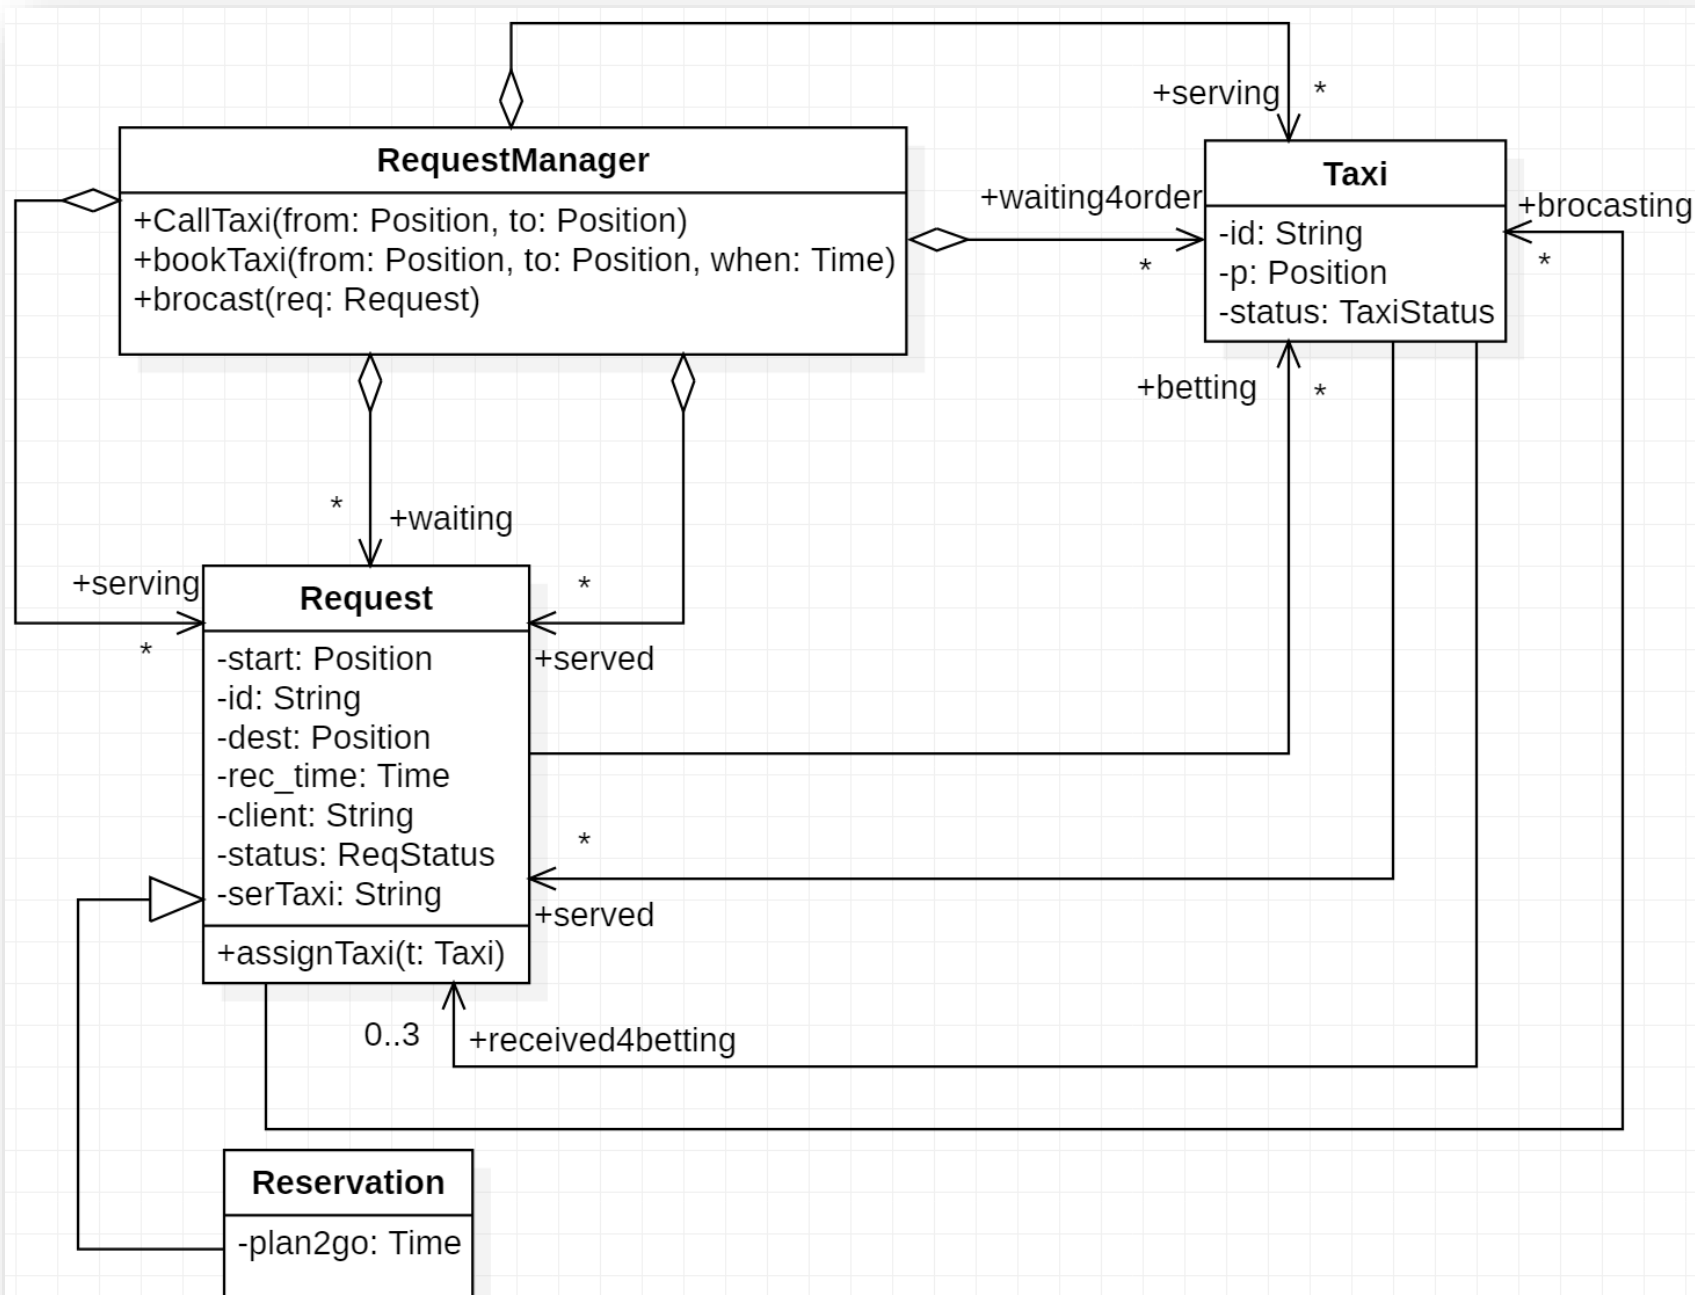 +serving *
RequestManager
+CallTaxi(from: Position, to: Position)
+bookTaxi(from: Position, to: Position, when: Time)
+brocast(req: Request)
+waiting4order
*
Taxi
-id: String
-p: Position
-status: TaxiStatus
+brocasting
*
+betting *
* +waiting
+serving
*
* 
+served
Request
-start: Position
-id: String
-dest: Position
-rec_time: Time
-client: String
-status: ReqStatus
-serTaxi: String
+assignTaxi(t: Taxi)
*
+served
0..3 +received4betting
Reservation
-plan2go: Time